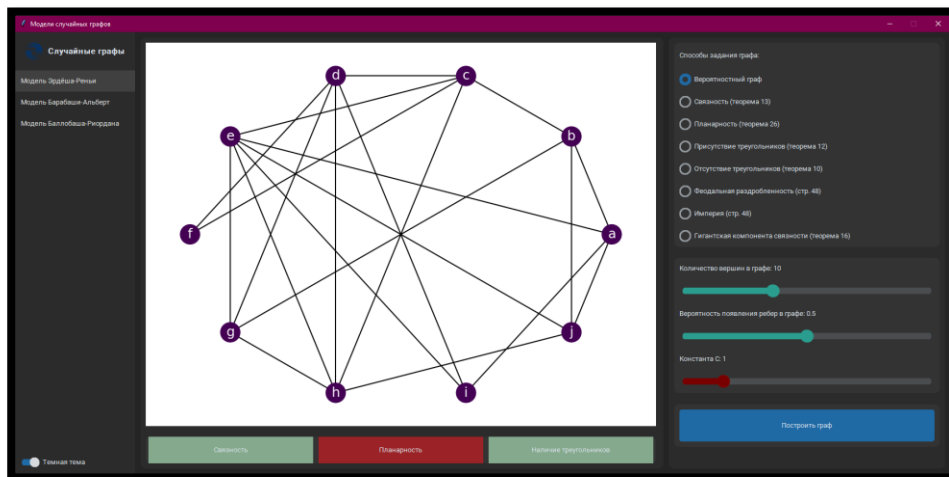 Модели случайных графов
Случайные графы
Модель Эрдёша-Реньи
Модель Барабаши-Альберт
Модель Баллобаша-Риордана
Темная тема
d
c
e
b
f
a
g
j
h
i
Связность
Планарность
Наличие треугольников
Способы задания графа:
Вероятностный граф
Связность (теорема 13)
Планарность (теорема 26)
Присутствие треугольников (теорема 12)
Отсутствие треугольников (теорема 10)
Феодальная раздробленность (стр. 48)
Империя (стр. 48)
Гигантская компонента связности (теорема 16)
Количество вершин в графе: 10
Вероятность появления ребер в графе: 0.5
Константа C: 1
Построить граф